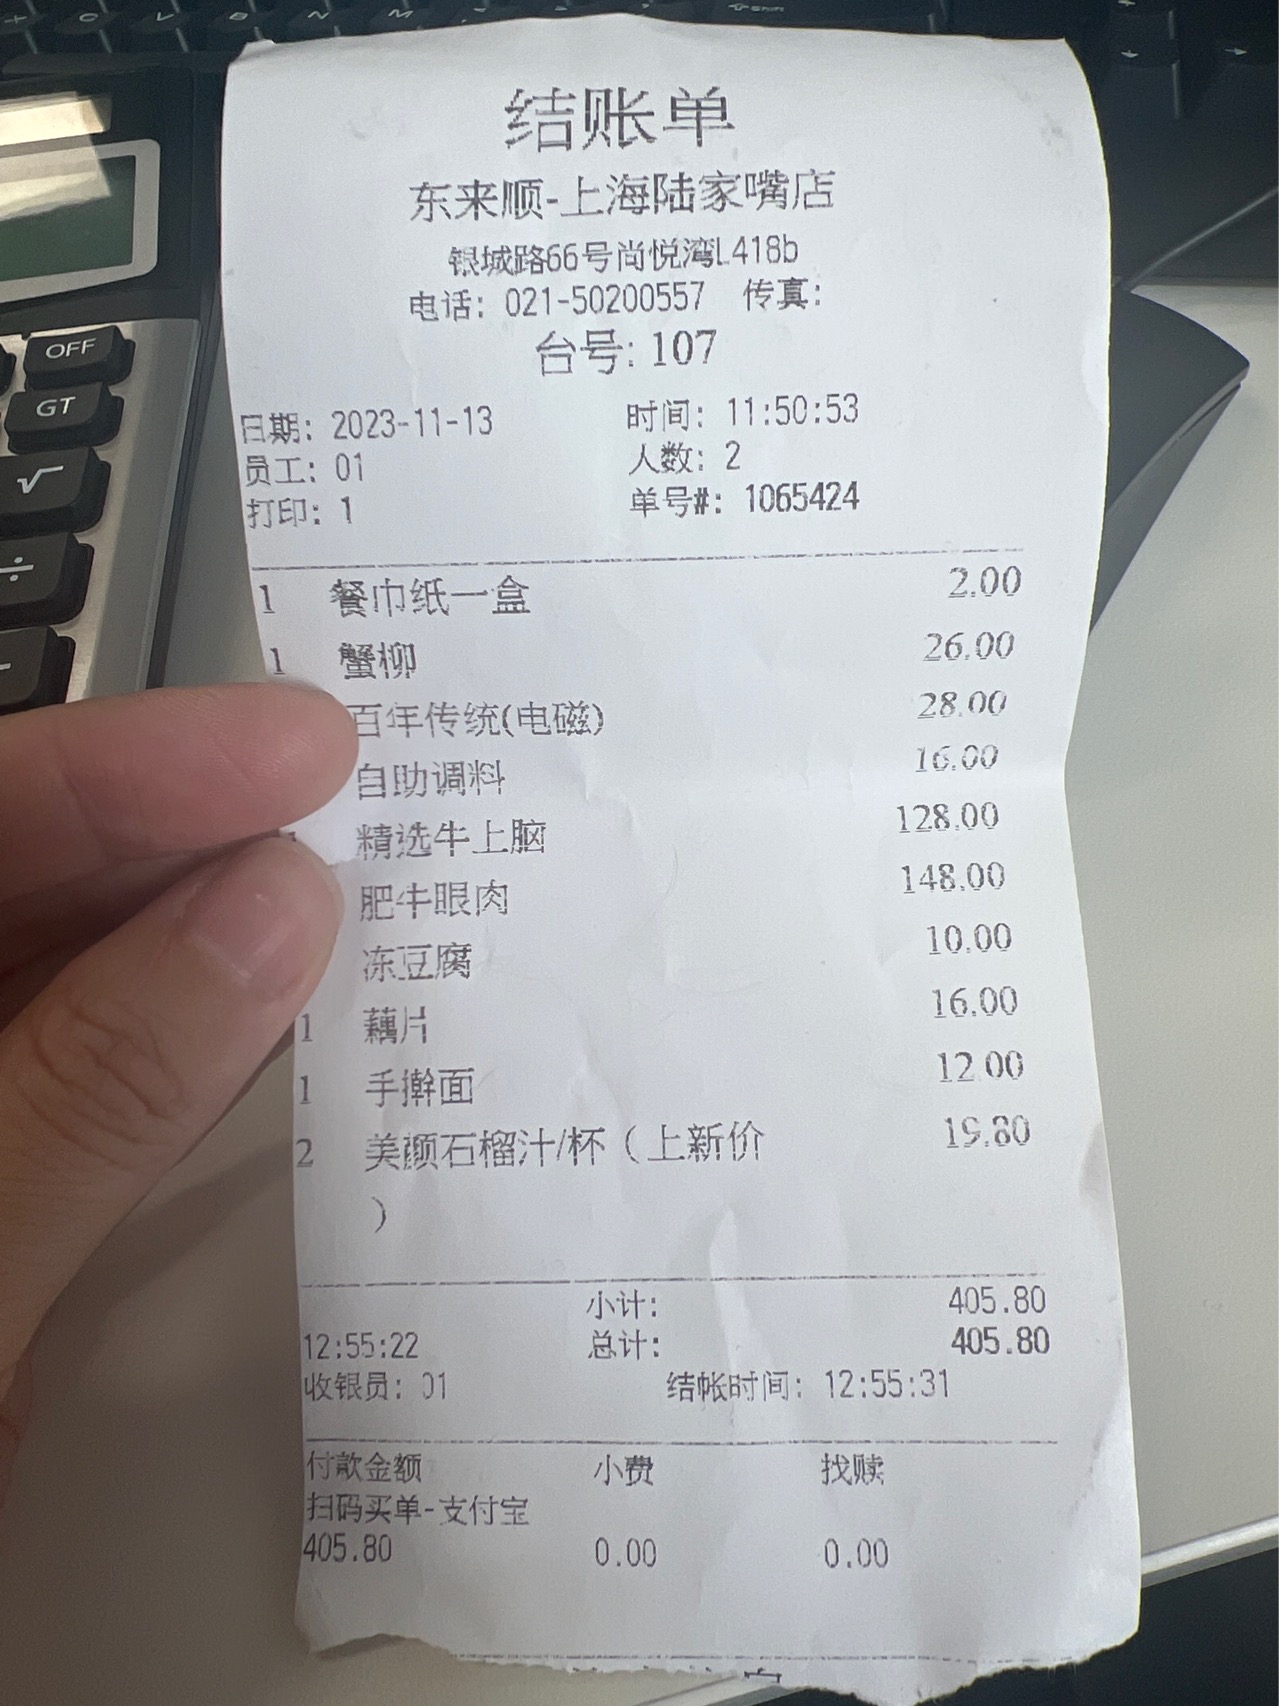 结账单
东来顺-上海陆家嘴店
银城路66号尚悦湾L418b
电话: 021-50200557 传真:
台号: 107
日期: 2023-11-13 时间: 11:50:53
员工: 01 人数: 2
打印: 1 单号#: 1065424
1 餐巾纸一盒 2.00
1 蟹柳 26.00
百年传统(电磁) 28.00
自助调料 16.00
精选牛上脑 128.00
肥牛眼肉 148.00
冻豆腐 10.00
1 藕片 16.00
1 手擀面 12.00
2 美颜石榴汁/杯（上新价 19.80
）
小计: 405.80
12:55:22 总计: 405.80
收银员: 01 结帐时间: 12:55:31
付款金额 小费 找赎
扫码买单-支付宝
405.80 0.00 0.00
OFF
GT
√
÷